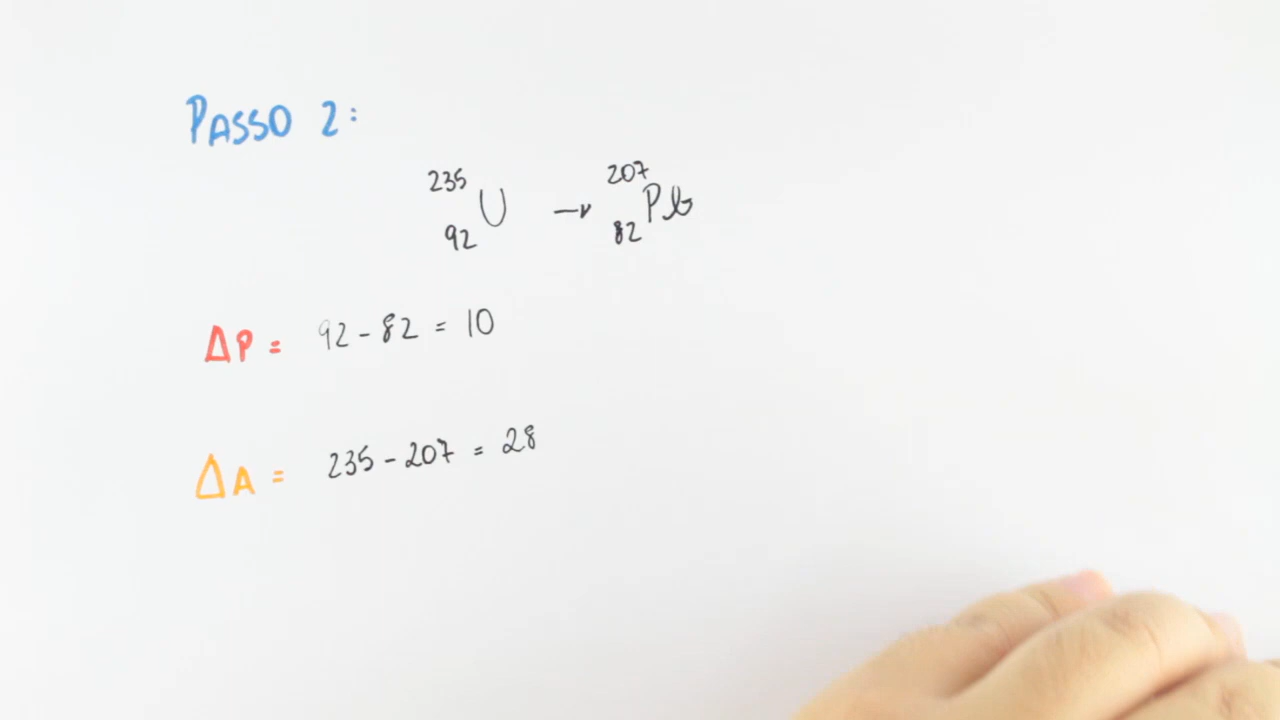 PASSO 2:
235 92 U → 207 82 Pb
ΔP = 92 - 82 = 10
ΔA = 235 - 207 = 28